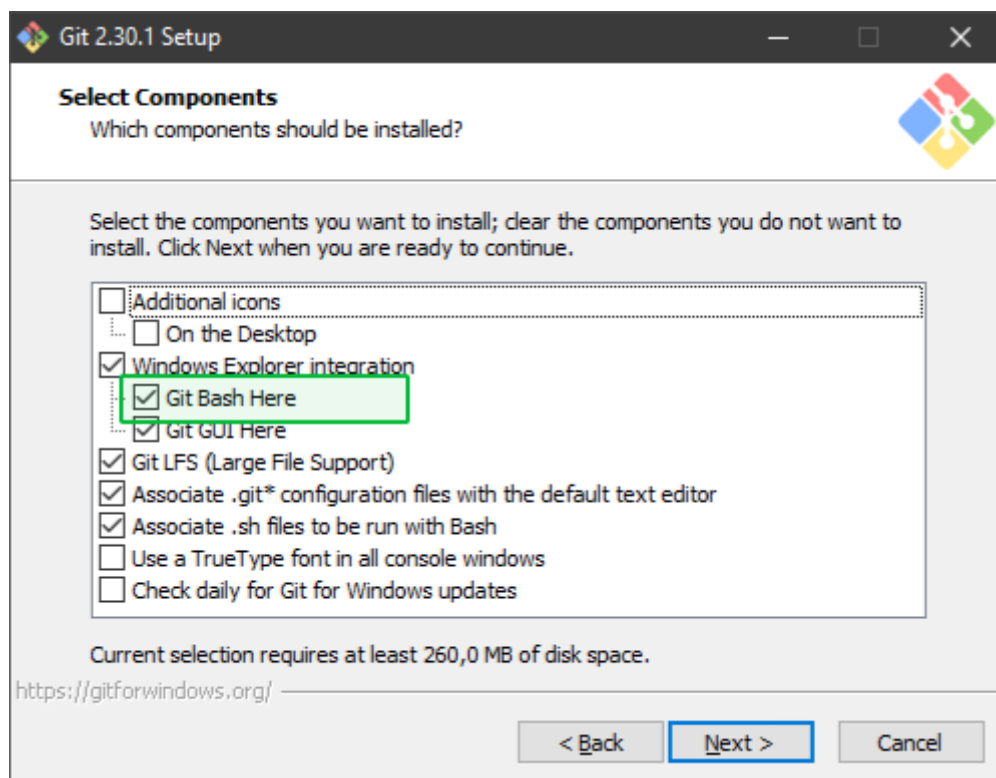 Git 2.30.1 Setup
Select Components
Which components should be installed?
Select the components you want to install; clear the components you do not want to
install. Click Next when you are ready to continue.
Additional icons
On the Desktop
Windows Explorer integration
Git Bash Here
Git GUI Here
Git LFS (Large File Support)
Associate .git* configuration files with the default text editor
Associate .sh files to be run with Bash
Use a TrueType font in all console windows
Check daily for Git for Windows updates
Current selection requires at least 260,0 MB of disk space.
https://gitforwindows.org/
< Back
Next >
Cancel